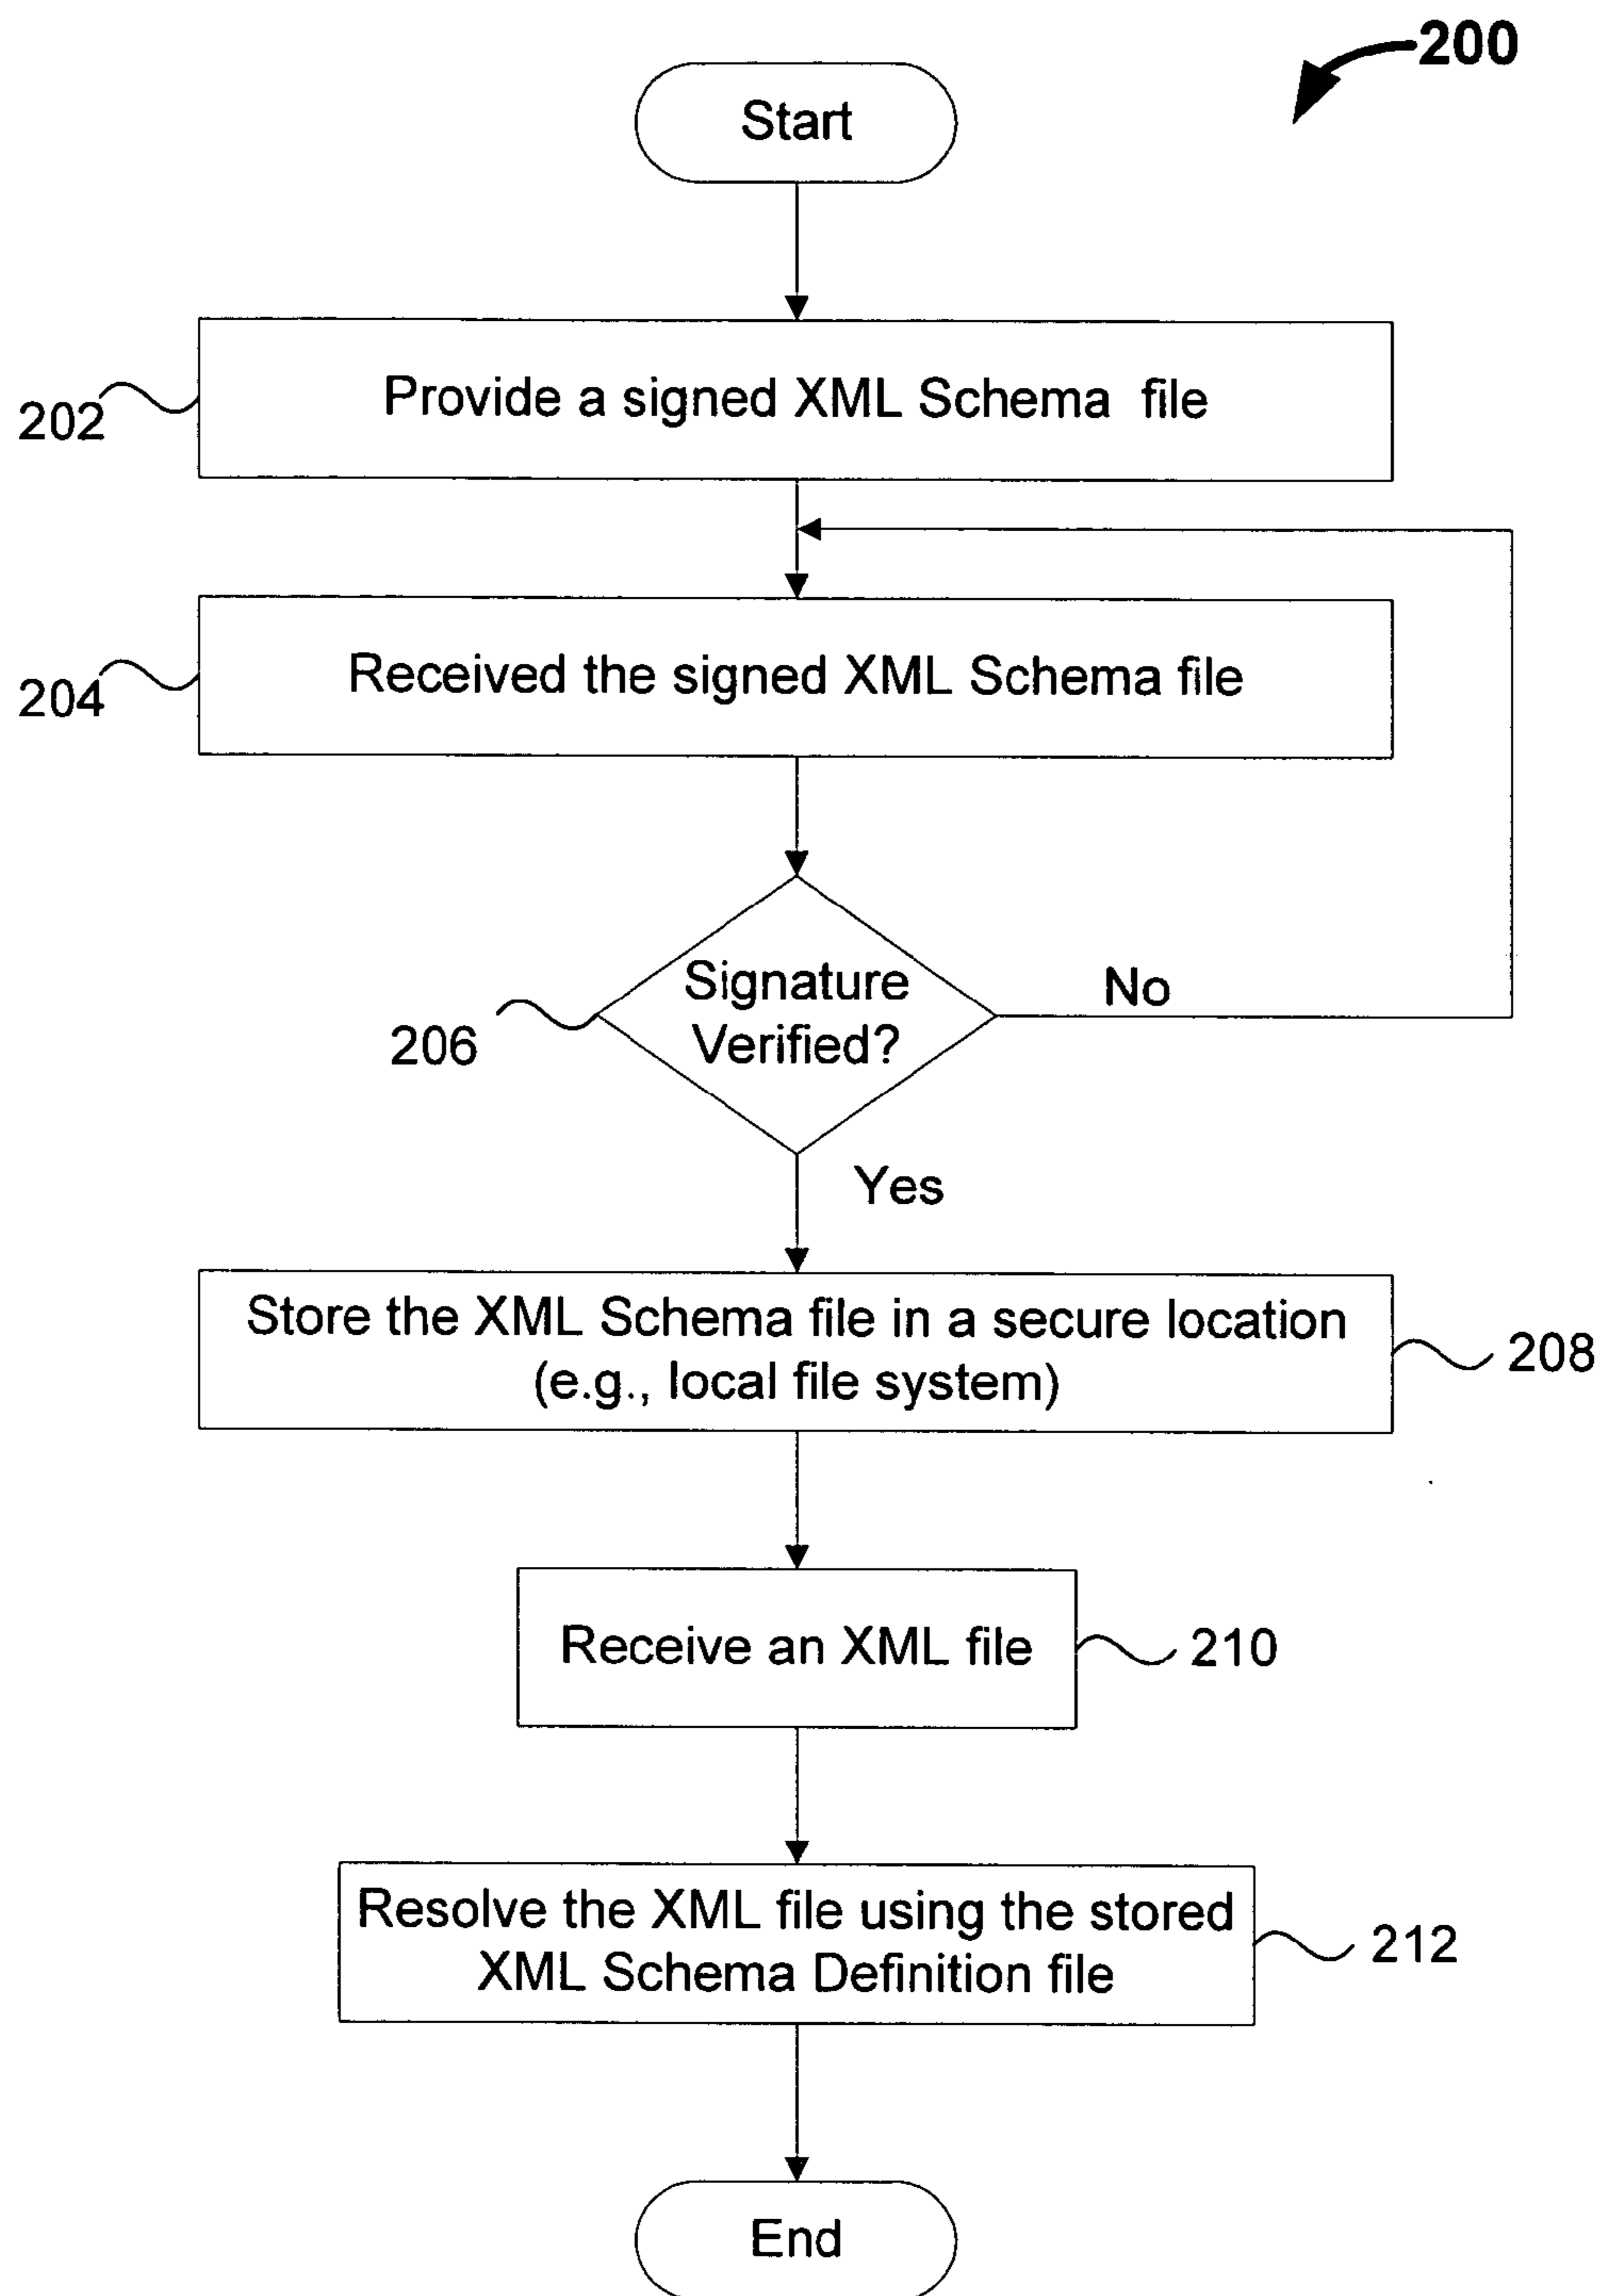 200
Start
Provide a signed XML Schema file
202
Received the signed XML Schema file
204
Signature
Verified?
No
206
Yes
Store the XML Schema file in a secure location
(e.g., local file system)
208
Receive an XML file
210
Resolve the XML file using the stored
XML Schema Definition file
212
End